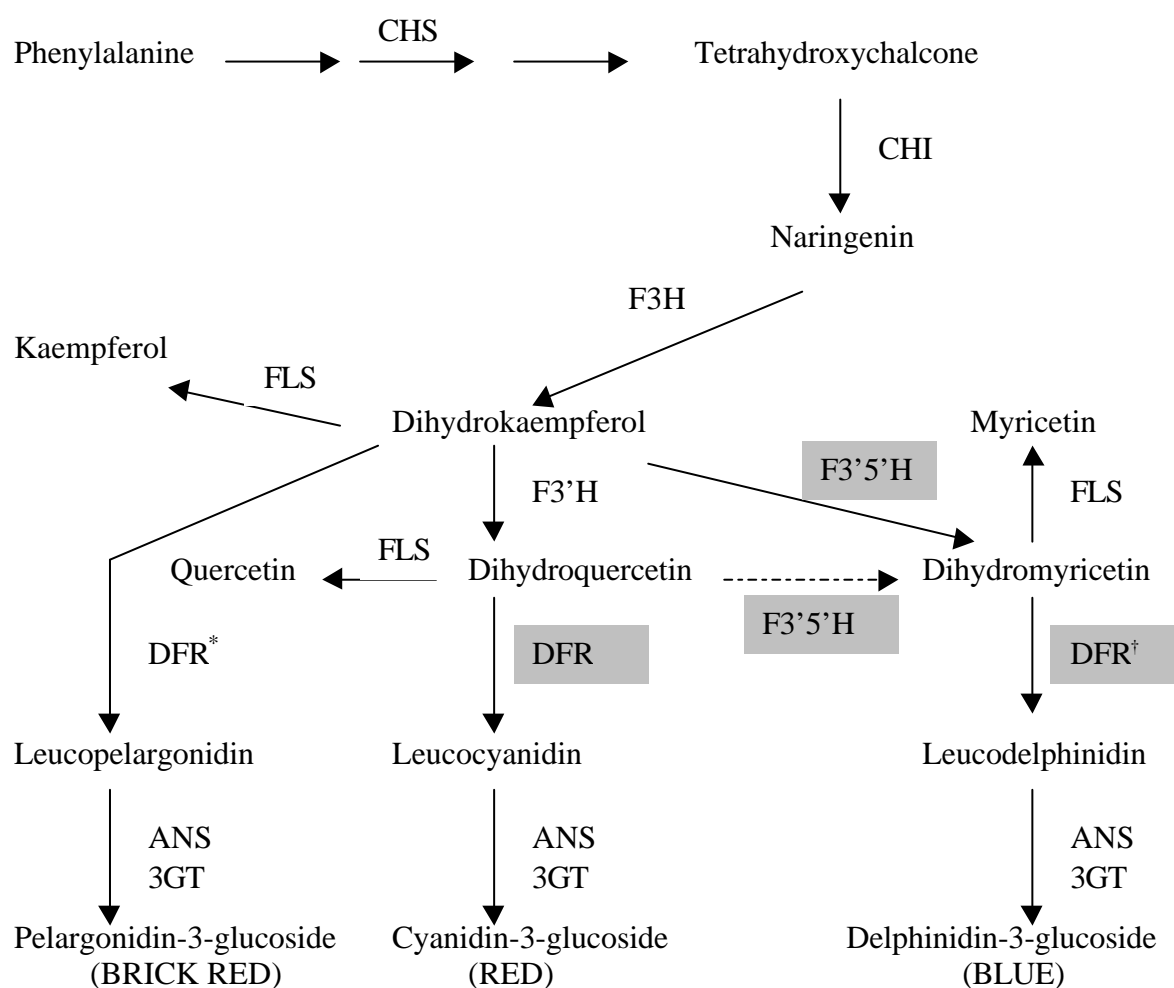 CHS
Phenylalanine
Tetrahydroxychalcone
CHI
Naringenin
F3H
Kaempferol
FLS
Dihydrokaempferol
Myricetin
F3’5’H
F3’H
FLS
FLS
Quercetin
Dihydroquercetin
Dihydromyricetin
F3’5’H
DFR*
DFR
DFR†
Leucopelargonidin
Leucocyanidin
Leucodelphinidin
ANS
3GT
ANS
3GT
ANS
3GT
Pelargonidin-3-glucoside
(BRICK RED)
Cyanidin-3-glucoside
(RED)
Delphinidin-3-glucoside
(BLUE)